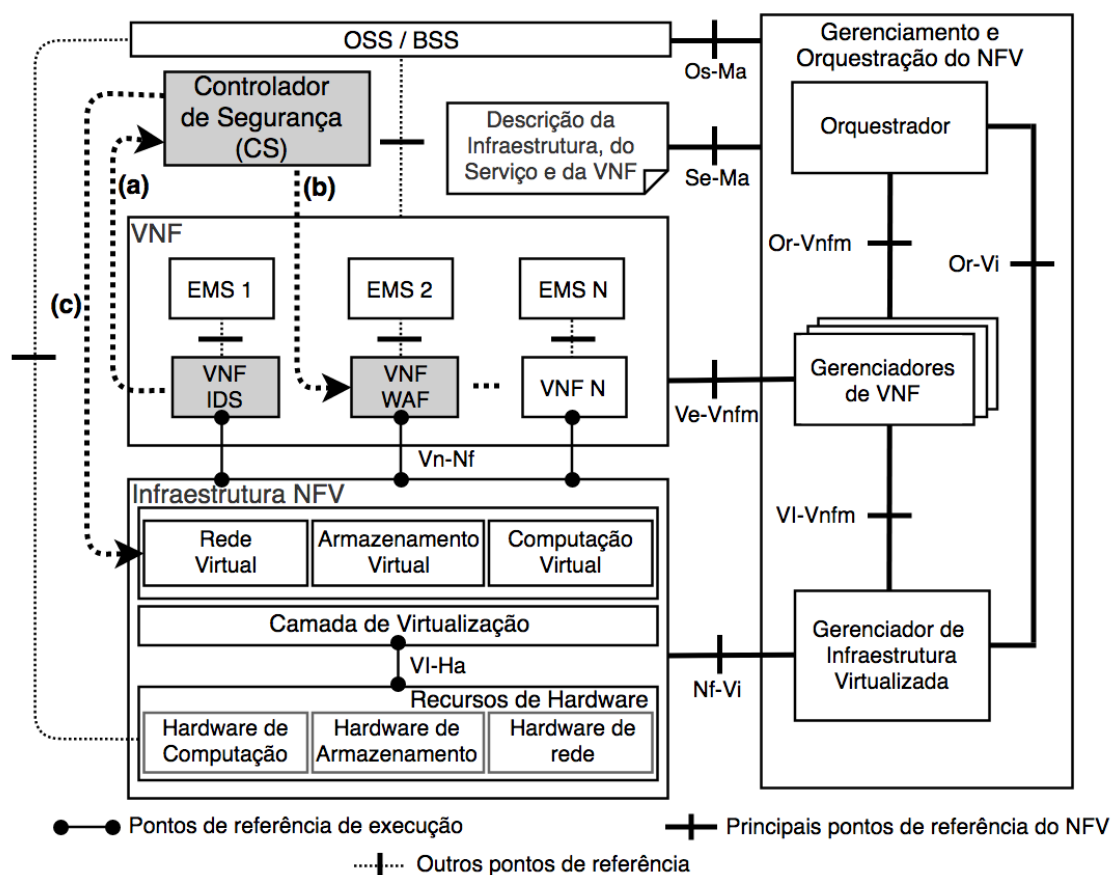 OSS / BSS
Os-Ma
Gerenciamento e
Orquestração do NFV
Controlador
de Segurança
(CS)
Descrição da
Infraestrutura, do
Serviço e da VNF
Se-Ma
Orquestrador
(a)
(b)
(c)
VNF
EMS 1
EMS 2
EMS N
VNF
IDS
VNF
WAF
VNF N
Or-Vnfm
Or-Vi
Ve-Vnfm
Gerenciadores
de VNF
Vn-Nf
Infraestrutura NFV
Rede
Virtual
Armazenamento
Virtual
Computação
Virtual
VI-Vnfm
Camada de Virtualização
VI-Ha
Nf-Vi
Gerenciador de
Infraestrutura
Virtualizada
Recursos de Hardware
Hardware de
Computação
Hardware de
Armazenamento
Hardware de
rede
Pontos de referência de execução
Principais pontos de referência do NFV
Outros pontos de referência